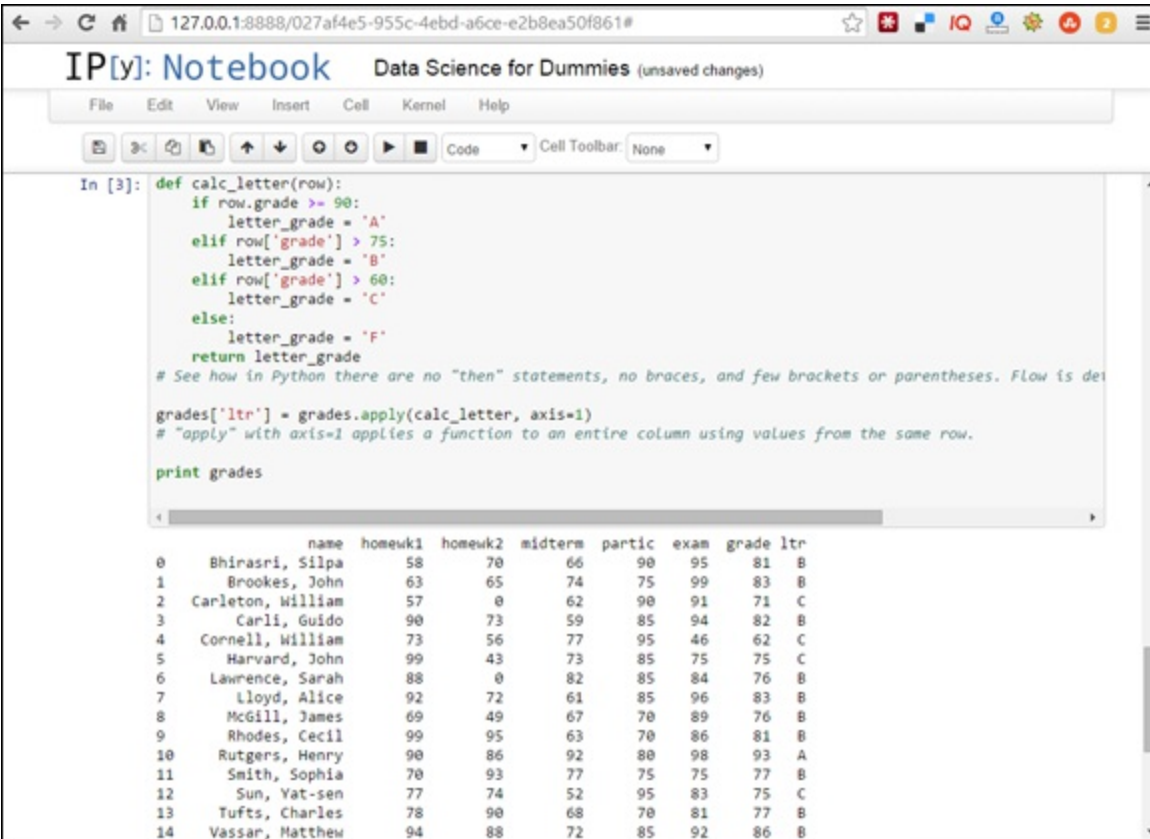 127.0.0.1:8888/027af4e5-955c-4ebd-a6ce-e2b8ea50f861#
IQ
2
IP[y]: Notebook Data Science for Dummies (unsaved changes)
File Edit View Insert Cell Kernel Help
Code Cell Toolbar: None
In [3]: def calc_letter(row):
if row.grade >= 90:
letter_grade = 'A'
elif row['grade'] > 75:
letter_grade = 'B'
elif row['grade'] > 60:
letter_grade = 'C'
else:
letter_grade = 'F'
return letter_grade
# See how in Python there are no "then" statements, no braces, and few brackets or parentheses. Flow is
grades['ltr'] = grades.apply(calc_letter, axis=1)
# "apply" with axis=1 applies a function to an entire column using values from the same row.
print grades
name homewk1 homewk2 midterm partic exam grade ltr
0 Bhirasri, Silpa 58 70 66 90 95 81 B
1 Brookes, John 63 65 74 75 99 83 B
2 Carleton, William 57 0 62 90 91 71 C
3 Carli, Guido 90 73 59 85 94 82 B
4 Cornell, William 73 56 77 95 46 62 C
5 Harvard, John 99 43 73 85 75 75 C
6 Lawrence, Sarah 88 0 82 85 84 76 B
7 Lloyd, Alice 92 72 61 85 96 83 B
8 McGill, James 69 49 67 70 89 76 B
9 Rhodes, Cecil 99 95 63 70 86 81 B
10 Rutgers, Henry 90 86 92 80 98 93 A
11 Smith, Sophia 70 93 77 75 75 77 B
12 Sun, Yat-sen 77 74 52 95 83 75 C
13 Tufts, Charles 78 90 68 70 81 77 B
14 Vassar, Matthew 94 88 72 85 92 86 B